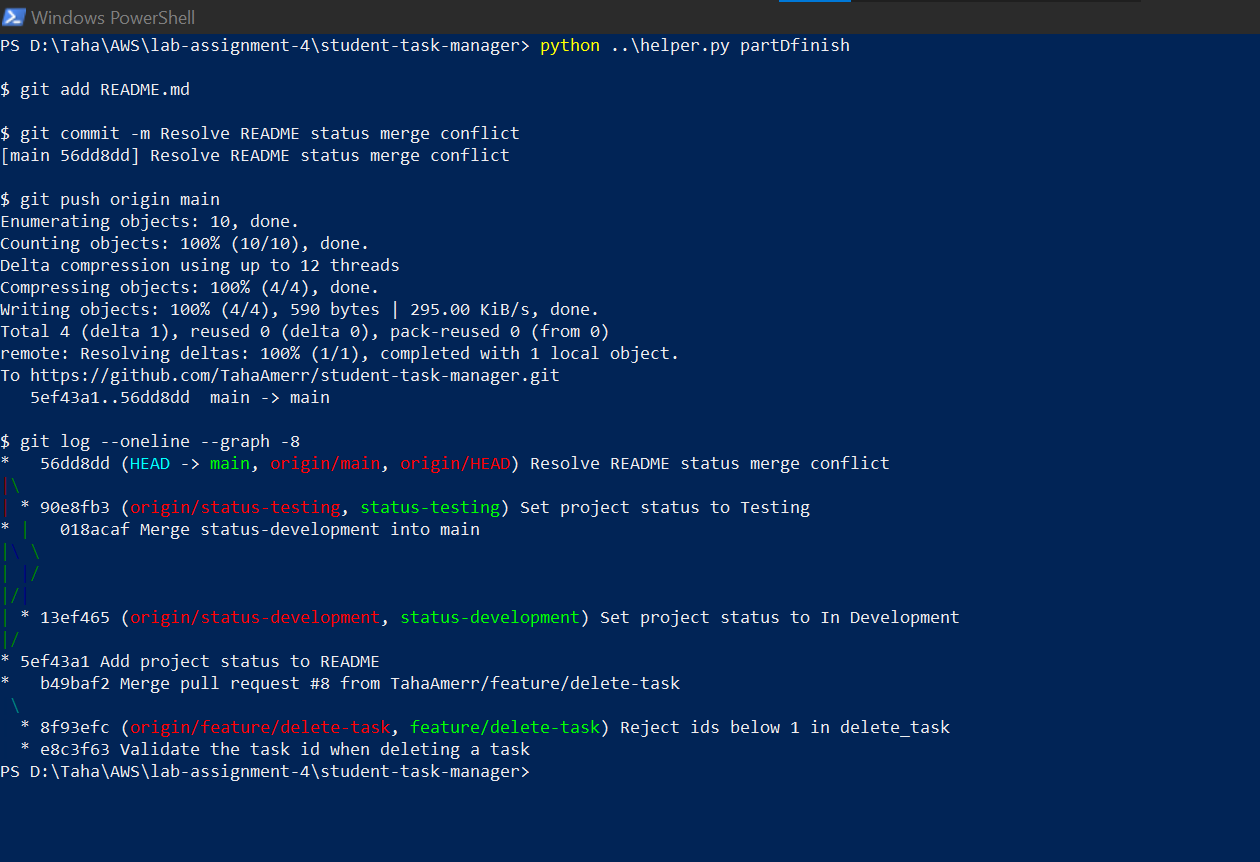 Windows PowerShell
PS D:\Taha\AWS\lab-assignment-4\student-task-manager> python ..\helper.py partDfinish
$ git add README.md
$ git commit -m Resolve README status merge conflict
[main 56dd8dd] Resolve README status merge conflict
$ git push origin main
Enumerating objects: 10, done.
Counting objects: 100% (10/10), done.
Delta compression using up to 12 threads
Compressing objects: 100% (4/4), done.
Writing objects: 100% (4/4), 590 bytes | 295.00 KiB/s, done.
Total 4 (delta 1), reused 0 (delta 0), pack-reused 0 (from 0)
remote: Resolving deltas: 100% (1/1), completed with 1 local object.
To https://github.com/TahaAmerr/student-task-manager.git
   5ef43a1..56dd8dd  main -> main
$ git log --oneline --graph -8
*   56dd8dd (HEAD -> main, origin/main, origin/HEAD) Resolve README status merge conflict
|\
| * 90e8fb3 (origin/status-testing, status-testing) Set project status to Testing
* |   018acaf Merge status-development into main
|\ \
| |/
|/|
| * 13ef465 (origin/status-development, status-development) Set project status to In Development
|/
* 5ef43a1 Add project status to README
*   b49baf2 Merge pull request #8 from TahaAmerr/feature/delete-task
 \
  * 8f93efc (origin/feature/delete-task, feature/delete-task) Reject ids below 1 in delete_task
  * e8c3f63 Validate the task id when deleting a task
PS D:\Taha\AWS\lab-assignment-4\student-task-manager>